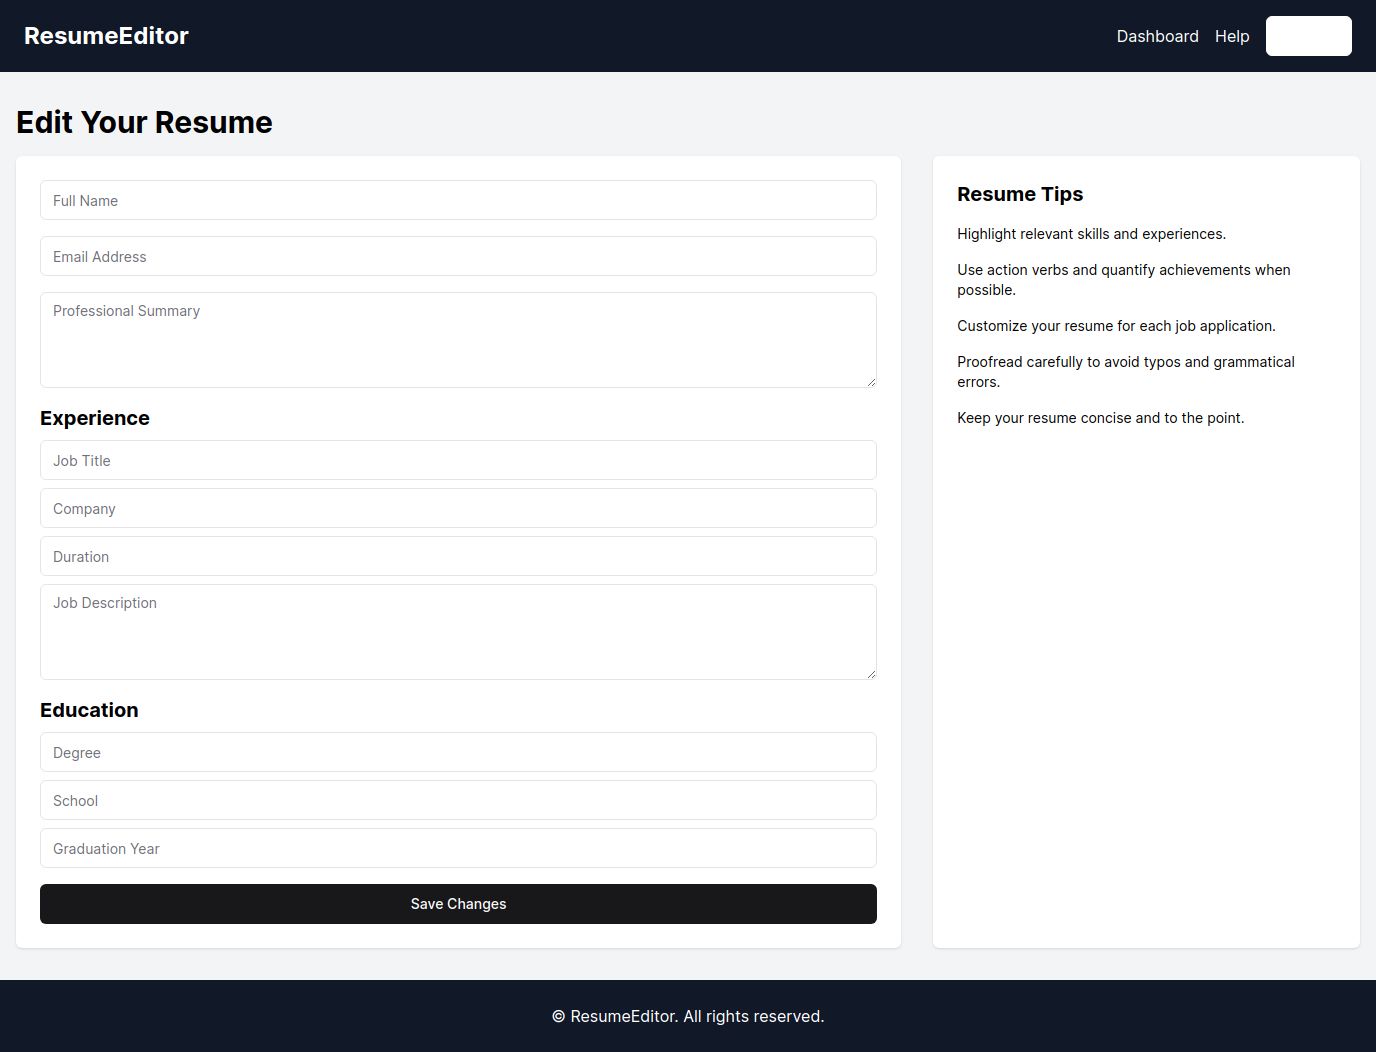 ResumeEditor
Dashboard Help
Edit Your Resume
Full Name
Email Address
Professional Summary
Experience
Job Title
Company
Duration
Job Description
Education
Degree
School
Graduation Year
Save Changes
Resume Tips
Highlight relevant skills and experiences.
Use action verbs and quantify achievements when
possible.
Customize your resume for each job application.
Proofread carefully to avoid typos and grammatical
errors.
Keep your resume concise and to the point.
© ResumeEditor. All rights reserved.